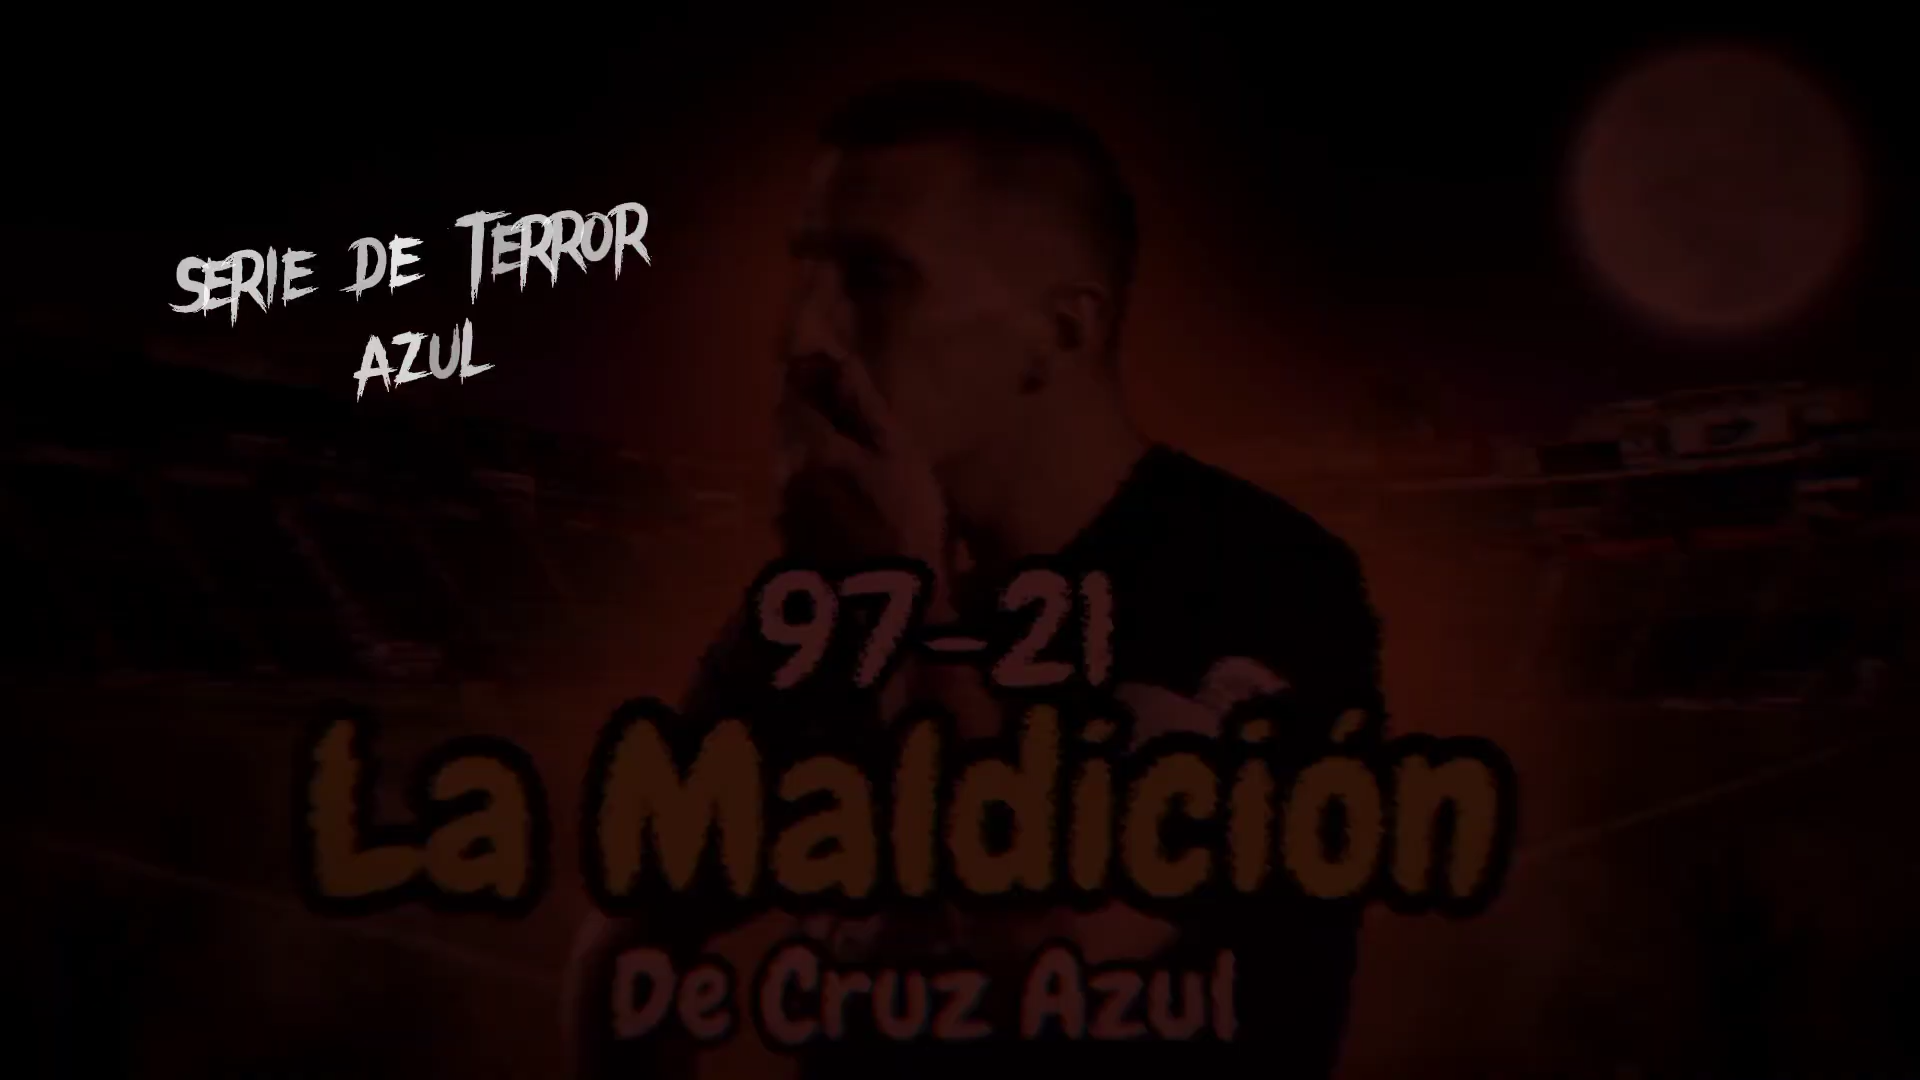 SERIE DE TERROR
AZUL
97-21
La Maldición
De Cruz Azul